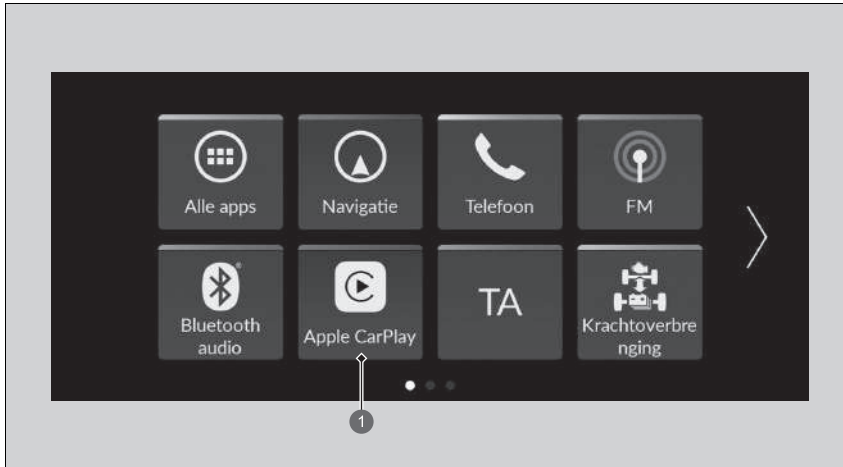 Alle apps
Navigatie
Telefoon
FM
Bluetooth
audio
Apple CarPlay
TA
Krachtoverbre
nging
1